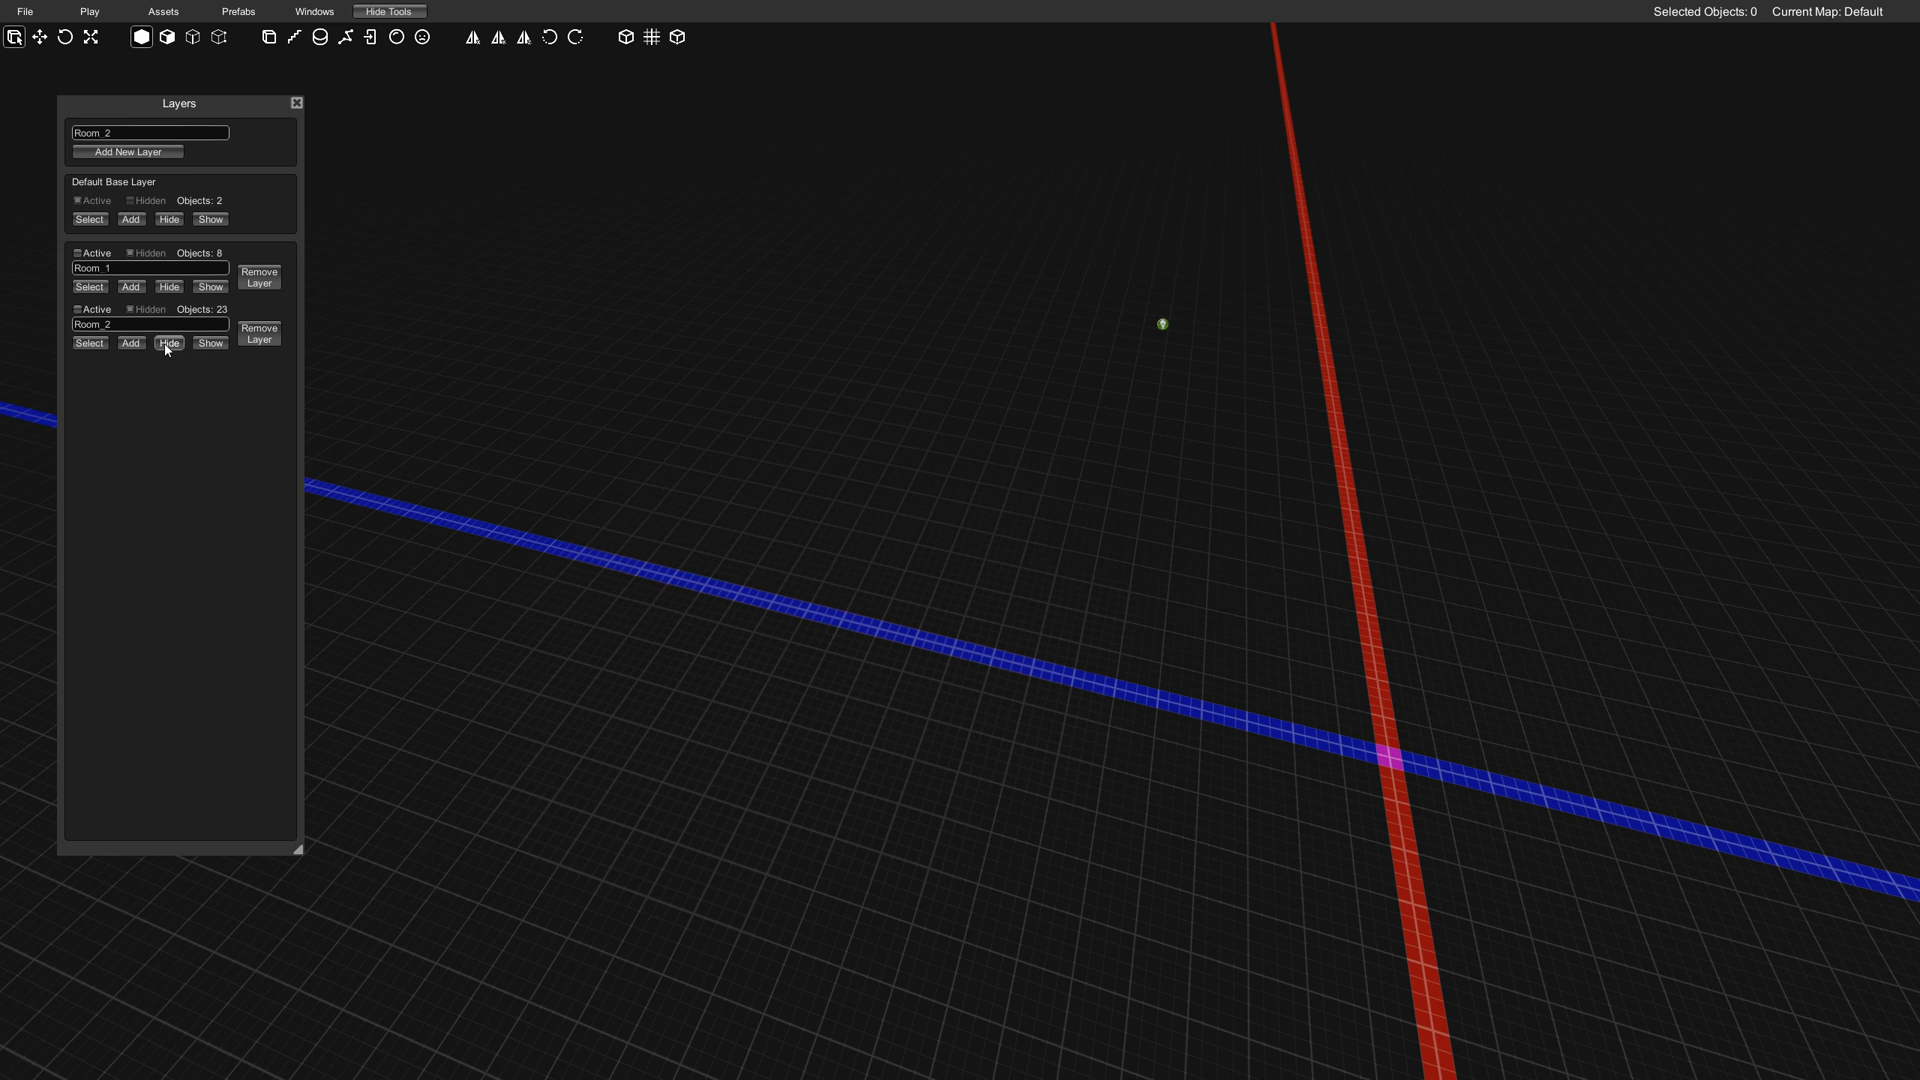 File Play Assets Prefabs Windows Hide Tools Selected Objects: 0 Current Map: Default
Layers
Room_2
Add New Layer
Default Base Layer
Active Hidden Objects: 2
Select Add Hide Show
Active Hidden Objects: 8
Room_1
Remove Layer
Select Add Hide Show
Active Hidden Objects: 23
Room_2
Remove Layer
Select Add Hide Show